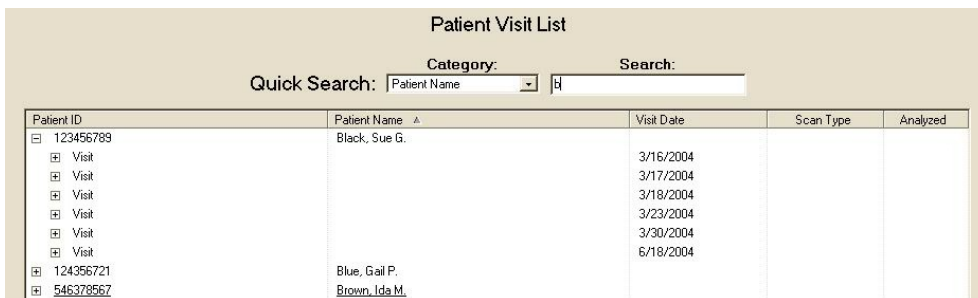 Patient Visit List
Category: Search:
Quick Search: Patient Name b
Patient ID Patient Name Visit Date Scan Type Analyzed
123456789 Black, Sue G.
Visit 3/16/2004
Visit 3/17/2004
Visit 3/18/2004
Visit 3/23/2004
Visit 3/30/2004
Visit 6/18/2004
124356721 Blue, Gail P.
546378567 Brown, Ida M.